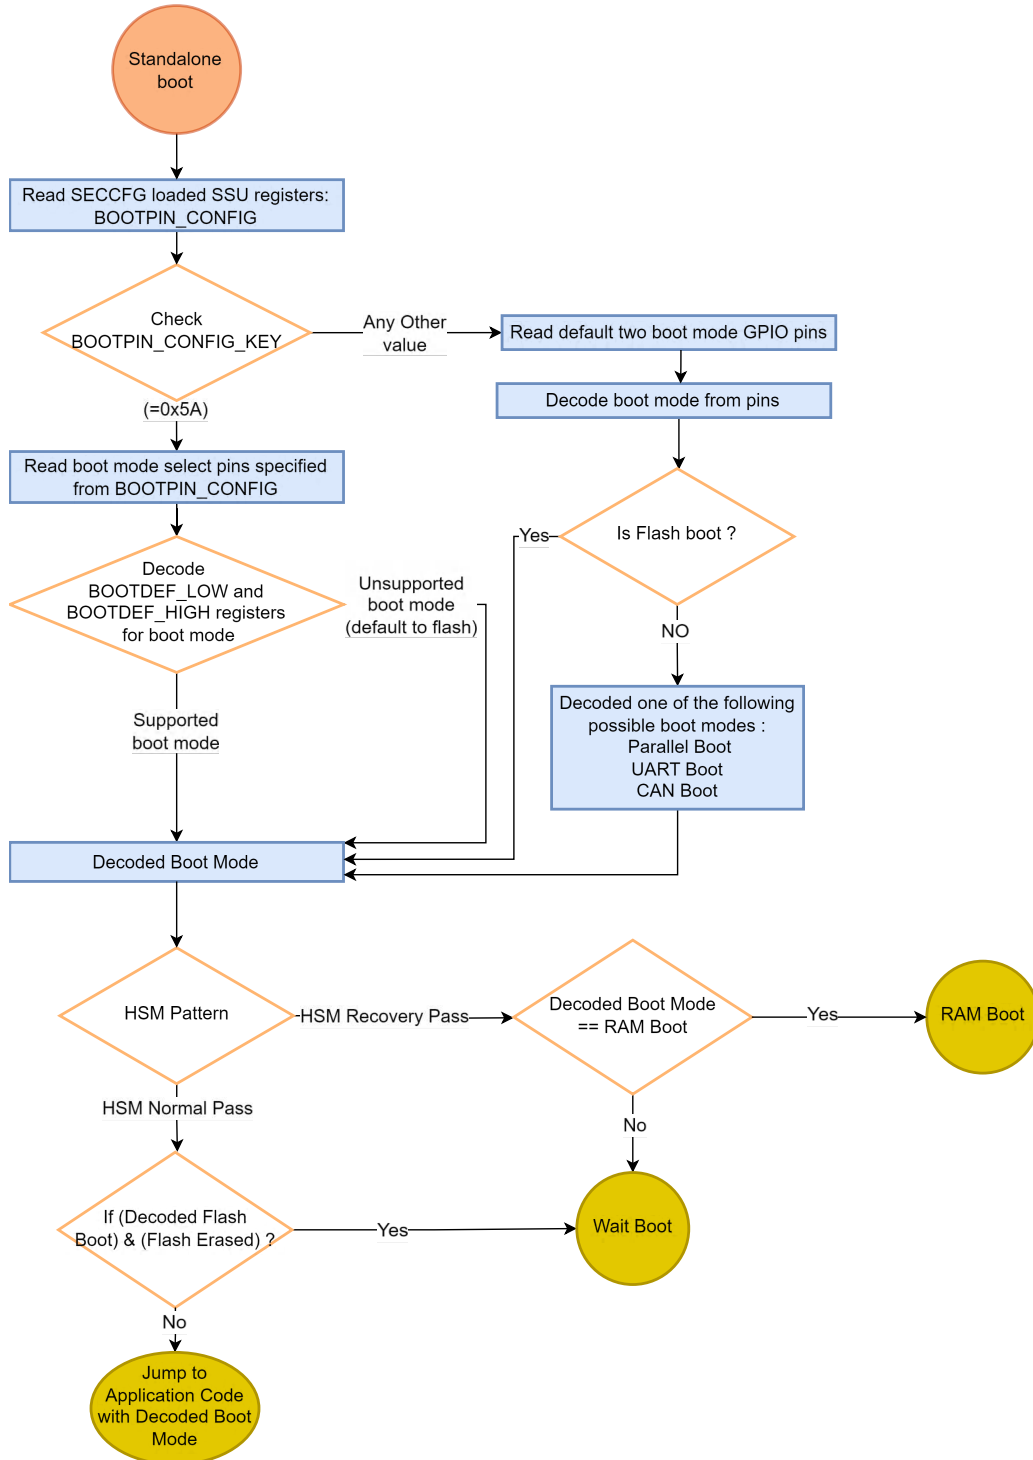 Standalone
boot
Read SECCFG loaded SSU registers:
BOOTPIN_CONFIG
Check
BOOTPIN_CONFIG_KEY
Any Other
value
Read default two boot mode GPIO pins
Decode boot mode from pins
(=0x5A)
Read boot mode select pins specified
from BOOTPIN_CONFIG
Is Flash boot ?
Yes
NO
Decode
BOOTDEF_LOW and
BOOTDEF_HIGH registers
for boot mode
Unsupported
boot mode
(default to flash)
Supported
boot mode
Decoded one of the following
possible boot modes :
Parallel Boot
UART Boot
CAN Boot
Decoded Boot Mode
HSM Pattern
HSM Recovery Pass
Decoded Boot Mode
== RAM Boot
Yes
RAM Boot
HSM Normal Pass
No
If (Decoded Flash
Boot) & (Flash Erased) ?
Yes
Wait Boot
No
Jump to
Application Code
with Decoded Boot
Mode